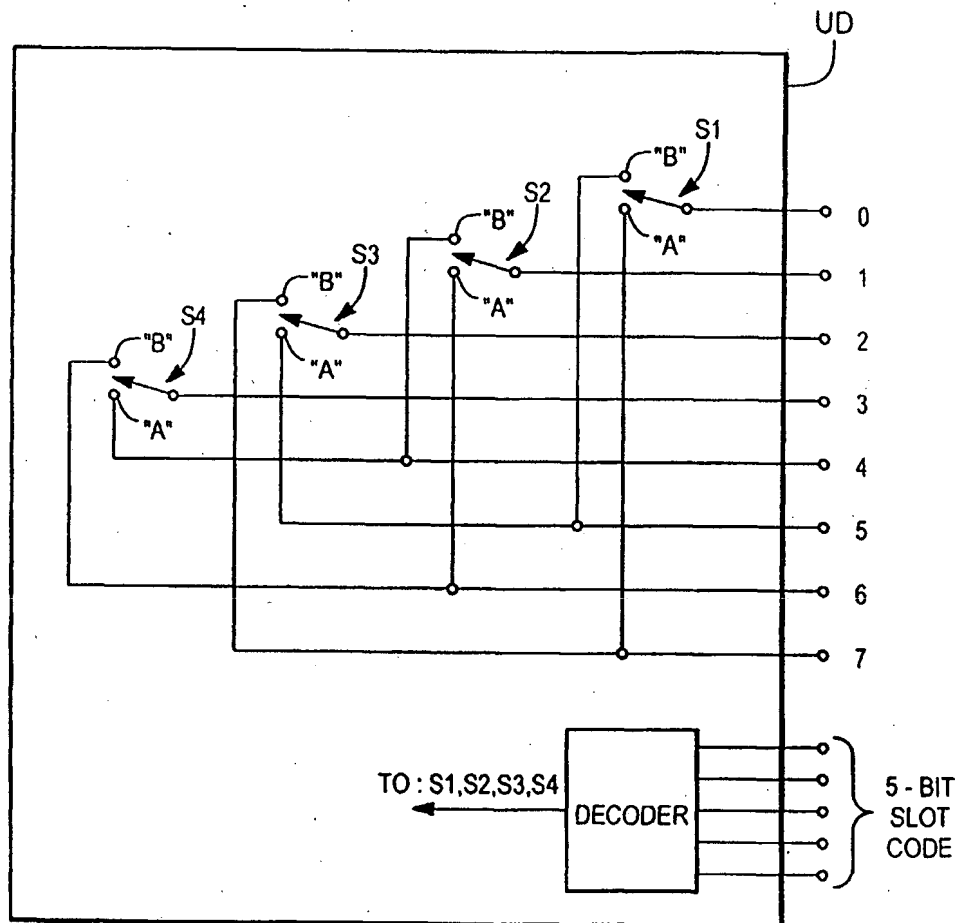 UD
S1
"B"
0
"A"
S2
"B"
1
"A"
S3
"B"
2
"A"
S4
"B"
3
"A"
4
5
6
7
TO : S1,S2,S3,S4
DECODER
5 - BIT
SLOT
CODE